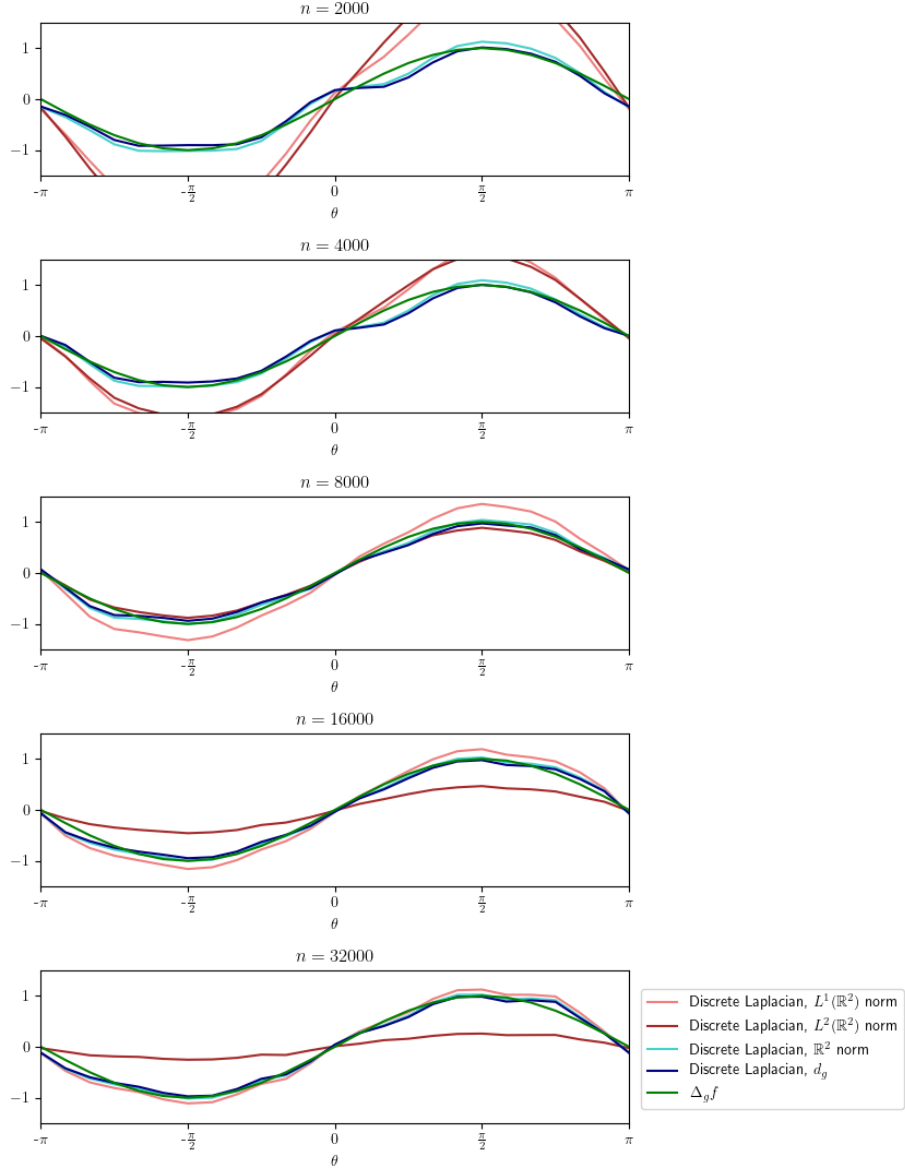 n = 2000
1
0
−1
-π
-π/2
0
π/2
π
θ
n = 4000
1
0
−1
-π
-π/2
0
π/2
π
θ
n = 8000
1
0
−1
-π
-π/2
0
π/2
π
θ
n = 16000
1
0
−1
-π
-π/2
0
π/2
π
θ
n = 32000
1
0
−1
-π
-π/2
0
π/2
π
θ
Discrete Laplacian, L¹(ℝ²) norm
Discrete Laplacian, L²(ℝ²) norm
Discrete Laplacian, ℝ² norm
Discrete Laplacian, d_g
Δ_g f